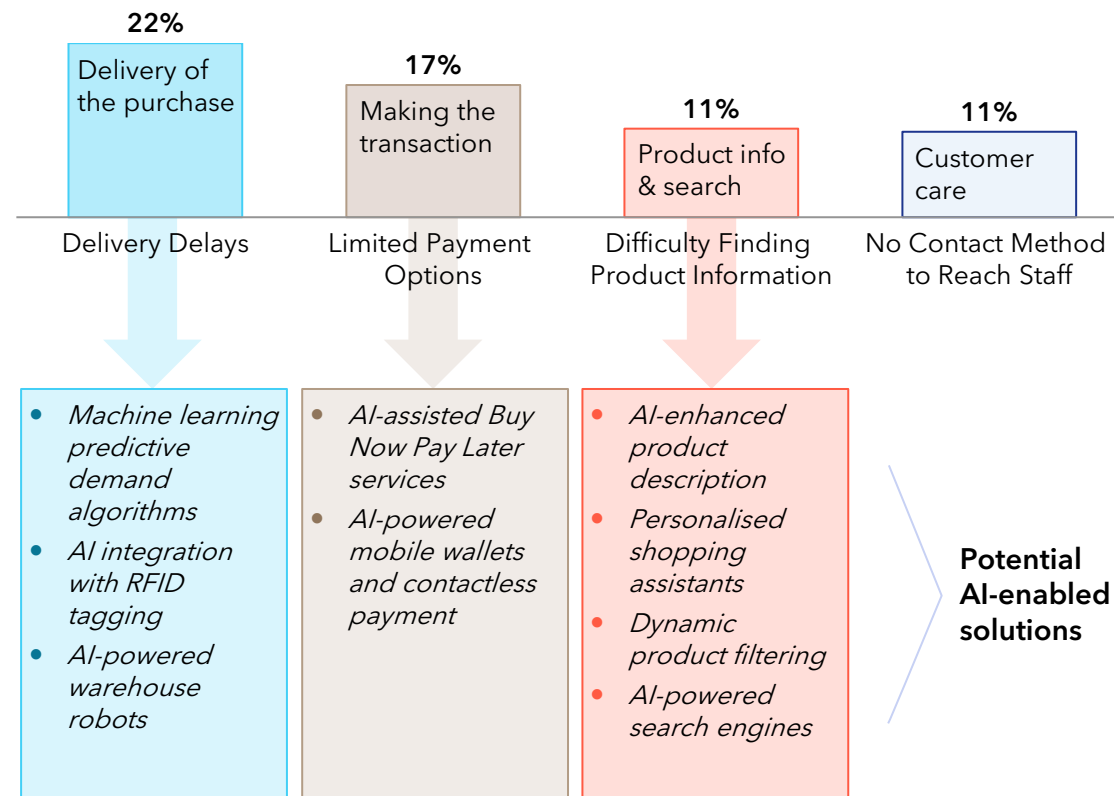 22%
Delivery of
the purchase
17%
Making the
transaction
11%
Product info
& search
11%
Customer
care
Delivery Delays
Limited Payment
Options
Difficulty Finding
Product Information
No Contact Method
to Reach Staff
• Machine learning
predictive
demand
algorithms
• AI integration
with RFID
tagging
• AI-powered
warehouse
robots
• AI-assisted Buy
Now Pay Later
services
• AI-powered
mobile wallets
and contactless
payment
• AI-enhanced
product
description
• Personalised
shopping
assistants
• Dynamic
product filtering
• AI-powered
search engines
Potential
AI-enabled
solutions